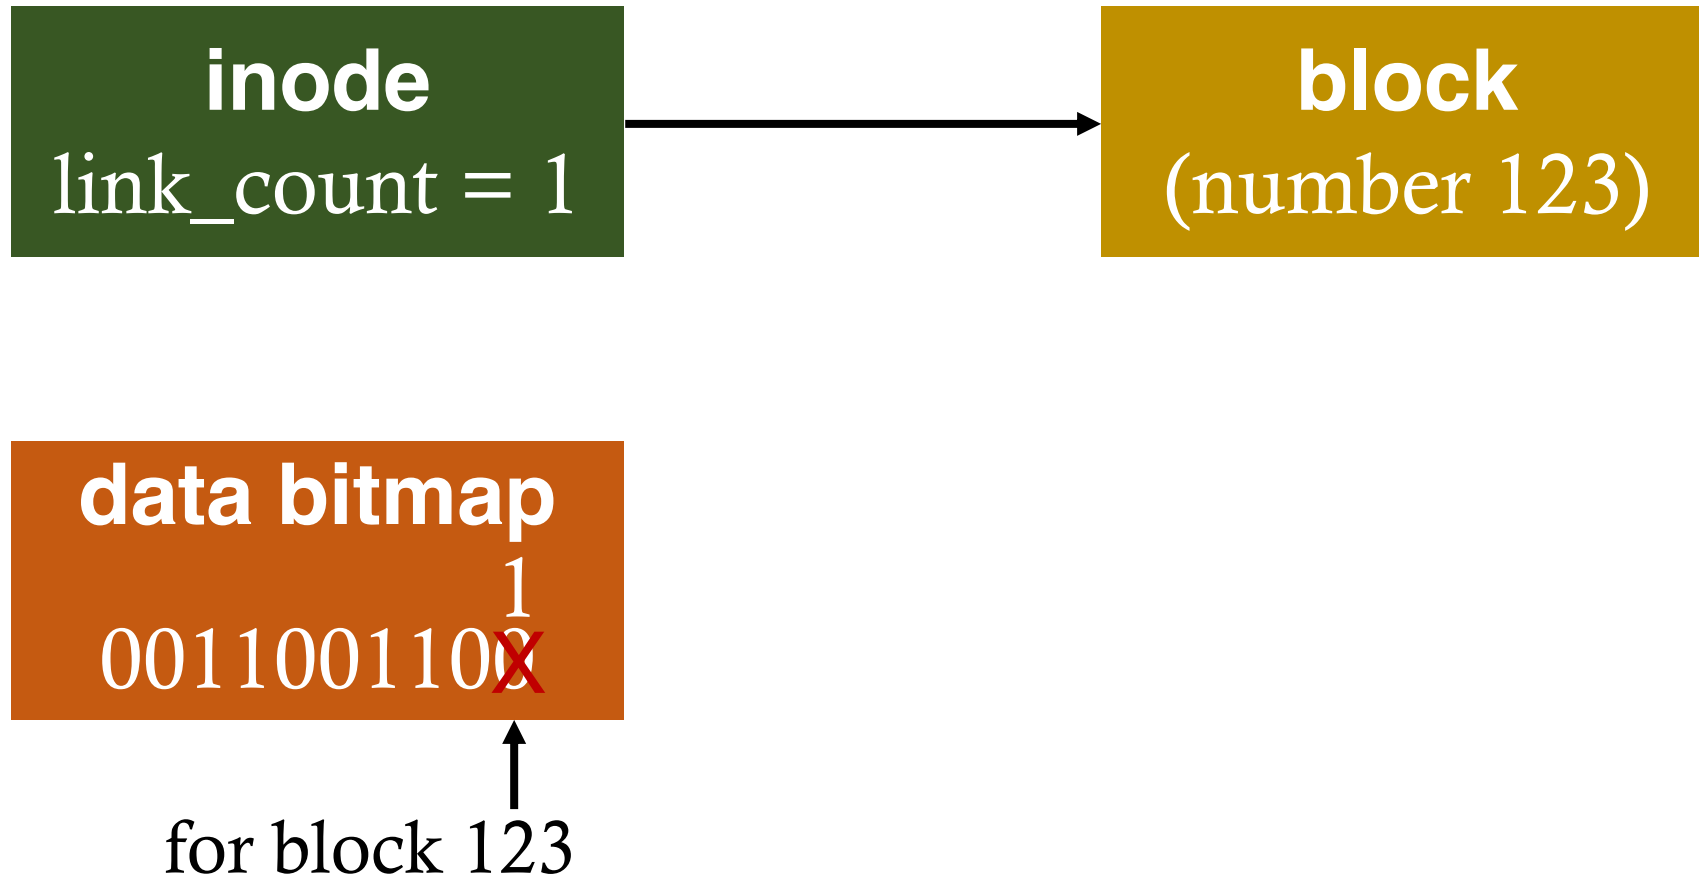 inode
link_count = 1
block
(number 123)
data bitmap
1
0011001100
X
for block 123